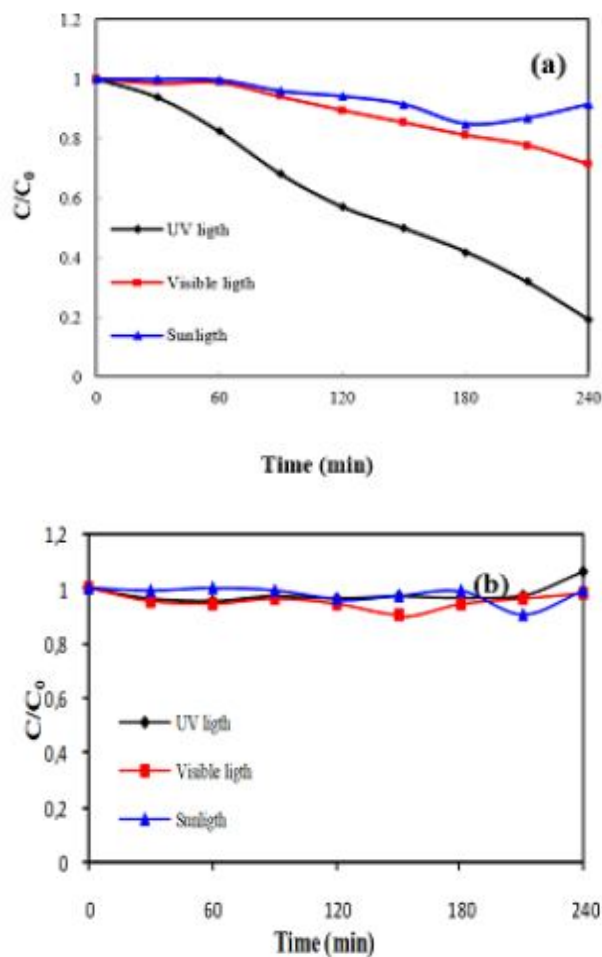 1.2
(a)
1
0.8
C/C0
0.6
UV ligth
0.4
Visible ligth
0.2
Sunligth
0
0 60 120 180 240
Time (min)
1,2
(b)
1
0,8
C/Co
0,6
UV ligth
0,4
Visible ligth
0,2
Sunligth
0
0 60 120 180 240
Time (min)